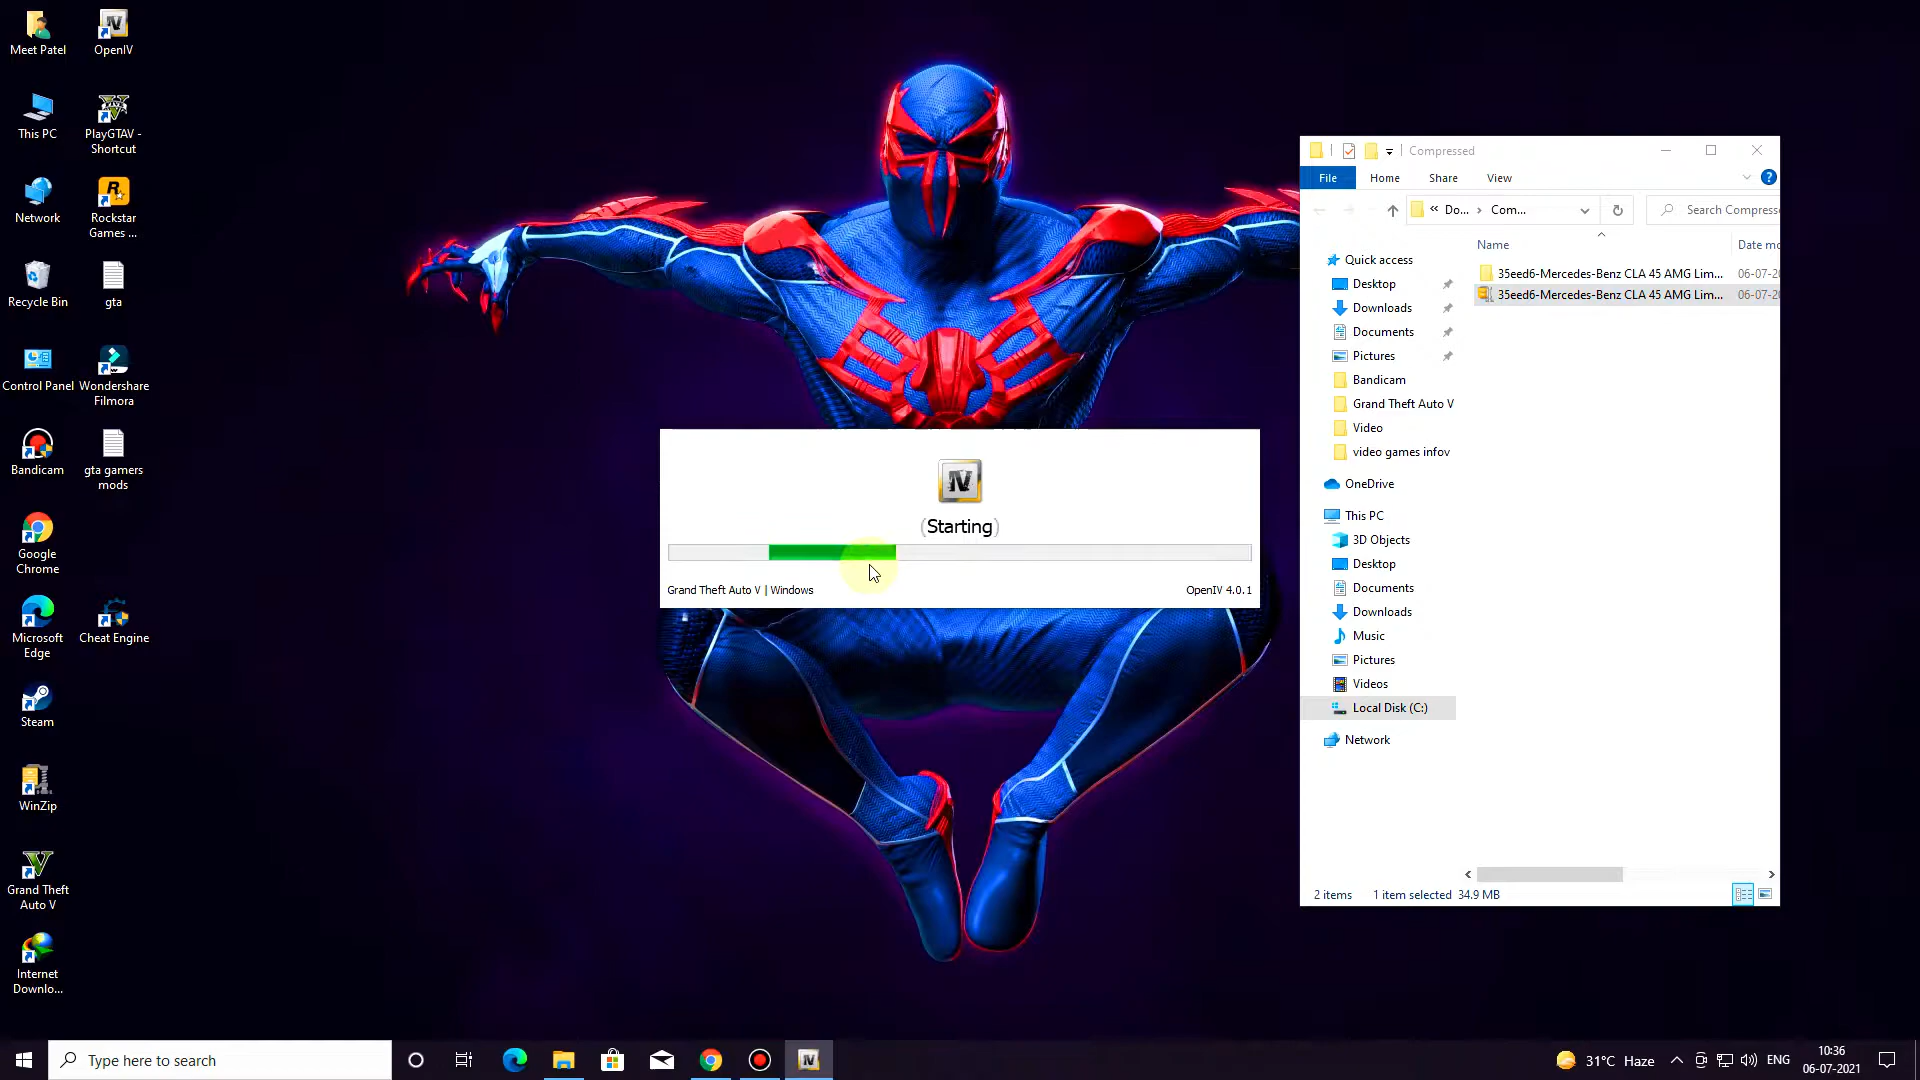 Meet Patel
OpenIV
This PC
PlayGTAV -
Shortcut
Network
Rockstar
Games ...
Recycle Bin
gta
Control Panel
Wondershare
Filmora
Bandicam
gta gamers
mods
Google
Chrome
Microsoft
Edge
Cheat Engine
Steam
WinZip
Grand Theft
Auto V
Internet
Downlo...
IV
(Starting)
Grand Theft Auto V | Windows
OpenIV 4.0.1
Compressed
File
Home
Share
View
« Do... › Com...
Search Compresse
Name
Date mo
Quick access
35eed6-Mercedes-Benz CLA 45 AMG Lim...
06-07-20
Desktop
35eed6-Mercedes-Benz CLA 45 AMG Lim...
06-07-20
Downloads
Documents
Pictures
Bandicam
Grand Theft Auto V
Video
video games infov
OneDrive
This PC
3D Objects
Desktop
Documents
Downloads
Music
Pictures
Videos
Local Disk (C:)
Network
2 items
1 item selected 34.9 MB
Type here to search
31°C Haze
ENG
10:36
06-07-2021